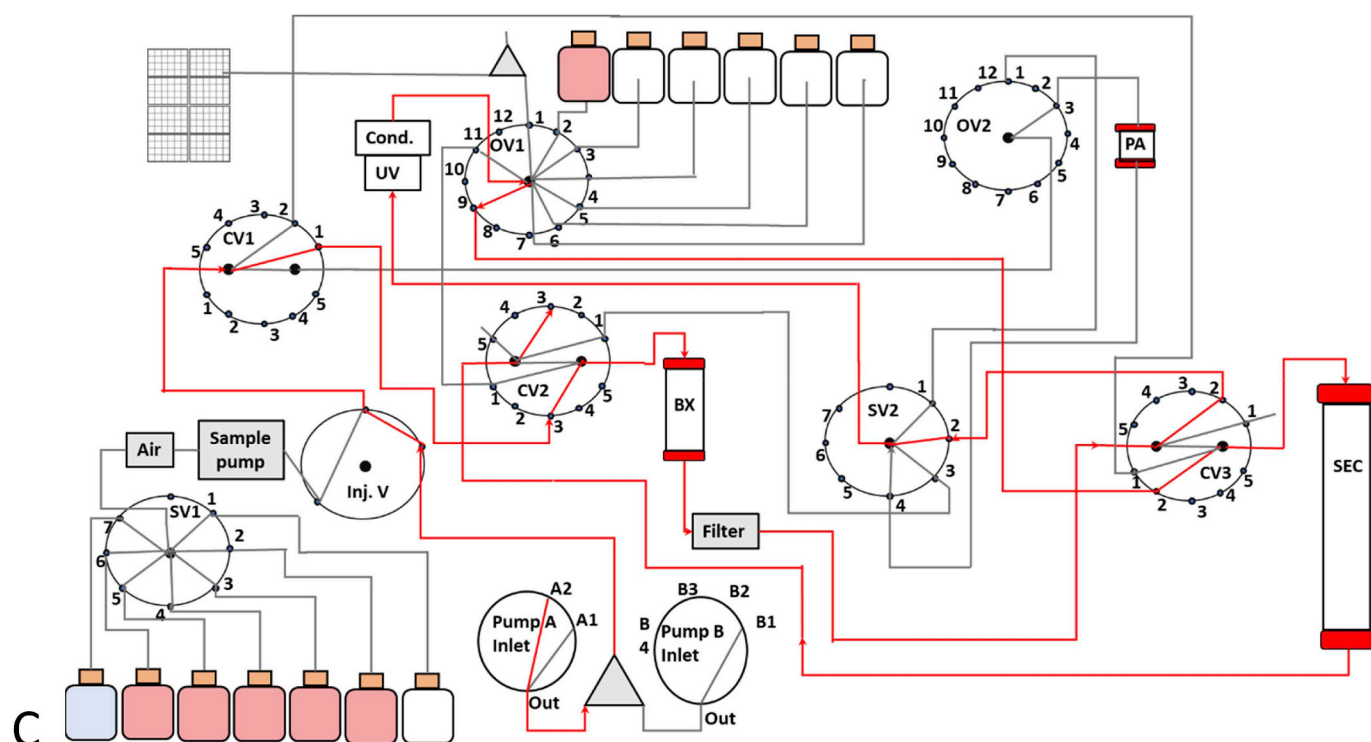 12
1
2
3
4
5
6
7
8
9
10
11
OV2
PA
Cond.
UV
12
1
2
3
4
5
6
7
8
9
10
11
OV1
3
2
4
1
5
CV1
1
2
3
4
5
3
2
4
1
5
CV2
1
2
3
4
5
BX
1
2
3
4
5
6
7
SV2
3
2
4
1
5
CV3
1
2
3
4
5
SEC
Air
Sample
pump
Inj. V
Filter
SV1
1
2
3
4
5
6
7
A2
A1
Pump A
Inlet
Out
B3
B2
B1
B
4
Pump B
Inlet
Out
C